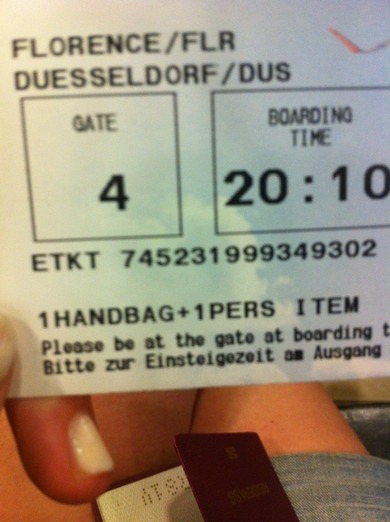 FLORENCE/FLR
DUESSELDORF/DUS
GATE
4
BOARDING
TIME
20:10
ETKT 745231999349302
1HANDBAG+1PERS ITEM
Please be at the gate at boarding t
Bitte zur Einsteigezeit am Ausgang